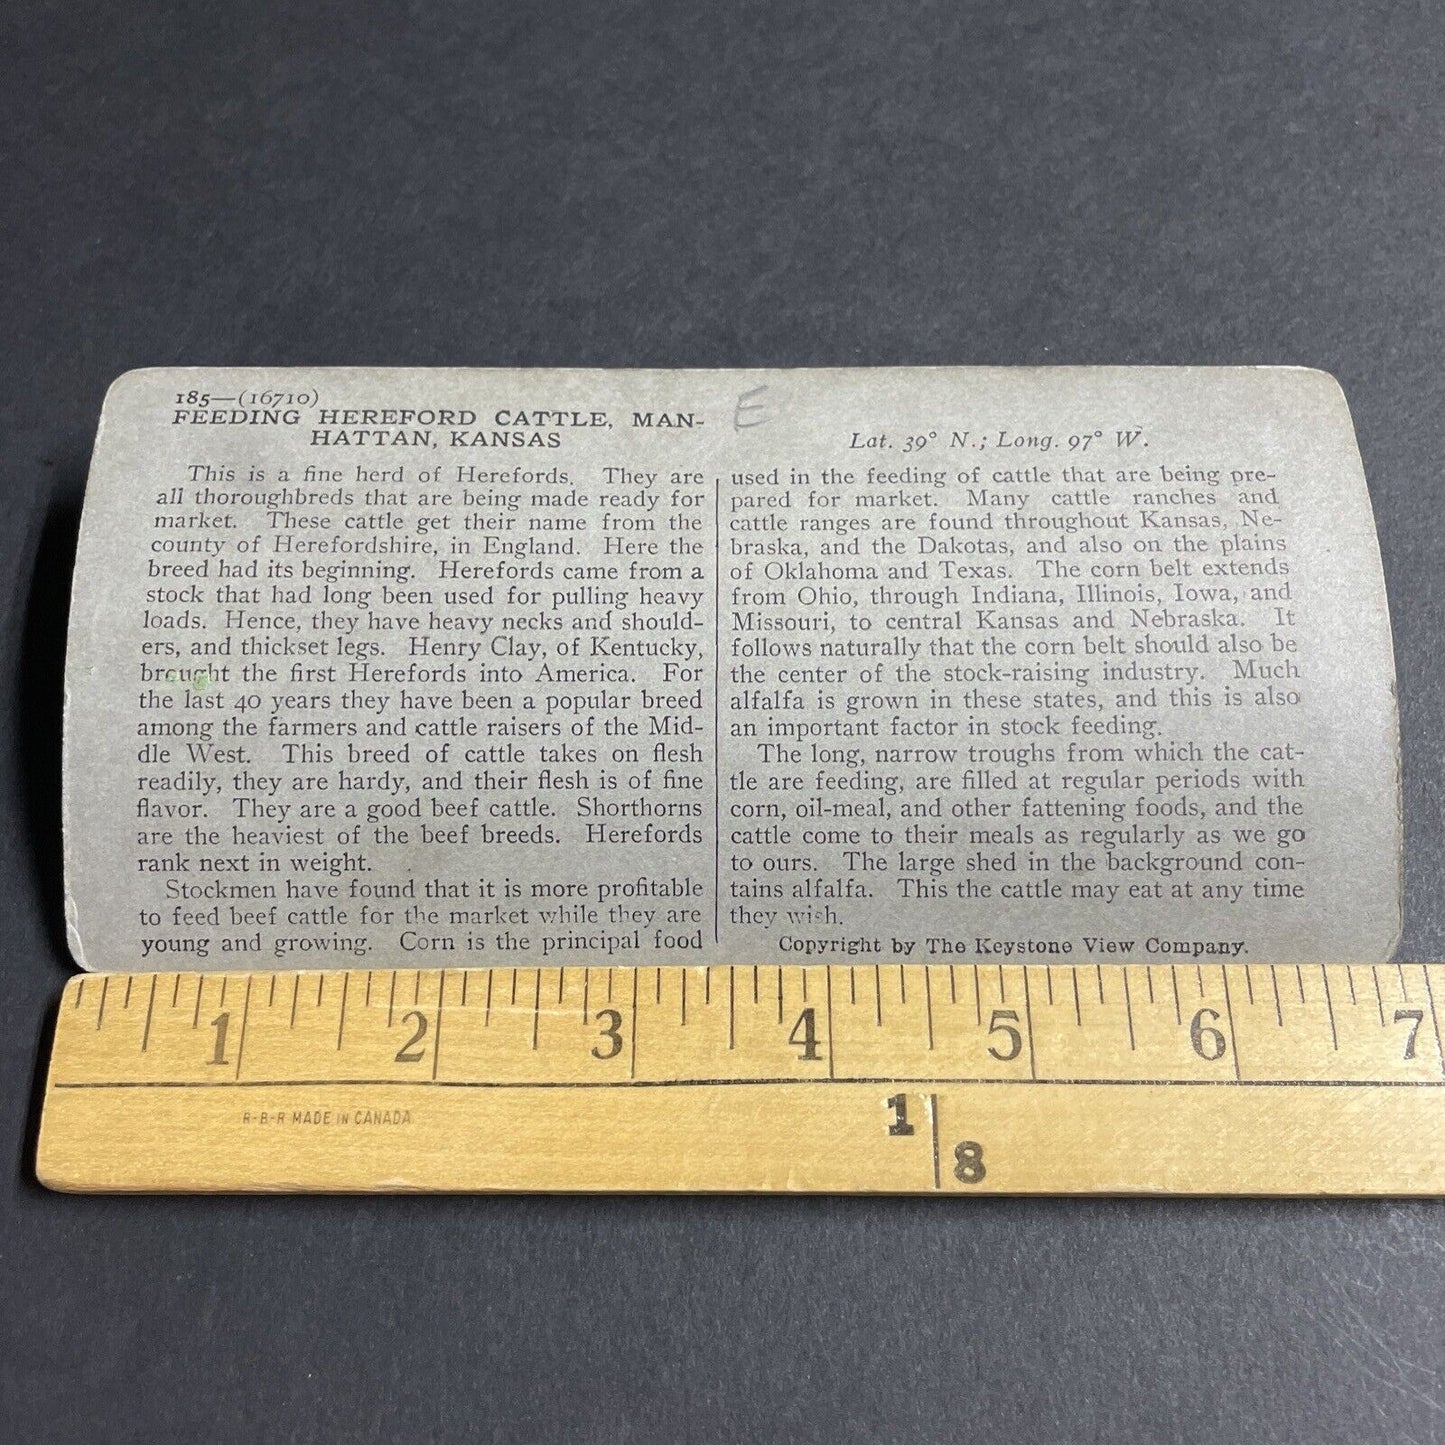 185—(16710)
FEEDING HEREFORD CATTLE, MAN-
HATTAN, KANSAS
This is a fine herd of Herefords. They are
all thoroughbreds that are being made ready for
market. These cattle get their name from the
county of Herefordshire, in England. Here the
breed had its beginning. Herefords came from a
stock that had long been used for pulling heavy
loads. Hence, they have heavy necks and should-
ers, and thickset legs. Henry Clay, of Kentucky,
brought the first Herefords into America. For
the last 40 years they have been a popular breed
among the farmers and cattle raisers of the Mid-
dle West. This breed of cattle takes on flesh
readily, they are hardy, and their flesh is of fine
flavor. They are a good beef cattle. Shorthorns
are the heaviest of the beef breeds. Herefords
rank next in weight.
Stockmen have found that it is more profitable
to feed beef cattle for the market while they are
young and growing. Corn is the principal food
E
Lat. 39° N.; Long. 97° W.
used in the feeding of cattle that are being pre-
pared for market. Many cattle ranches and
cattle ranges are found throughout Kansas, Ne-
braska, and the Dakotas, and also on the plains
of Oklahoma and Texas. The corn belt extends
from Ohio, through Indiana, Illinois, Iowa, and
Missouri, to central Kansas and Nebraska. It
follows naturally that the corn belt should also be
the center of the stock-raising industry. Much
alfalfa is grown in these states, and this is also
an important factor in stock feeding.
The long, narrow troughs from which the cat-
tle are feeding, are filled at regular periods with
corn, oil-meal, and other fattening foods, and the
cattle come to their meals as regularly as we go
to ours. The large shed in the background con-
tains alfalfa. This the cattle may eat at any time
they wish.
Copyright by The Keystone View Company.
1 2 3 4 5 6 7
R-B-R MADE IN CANADA
1
8